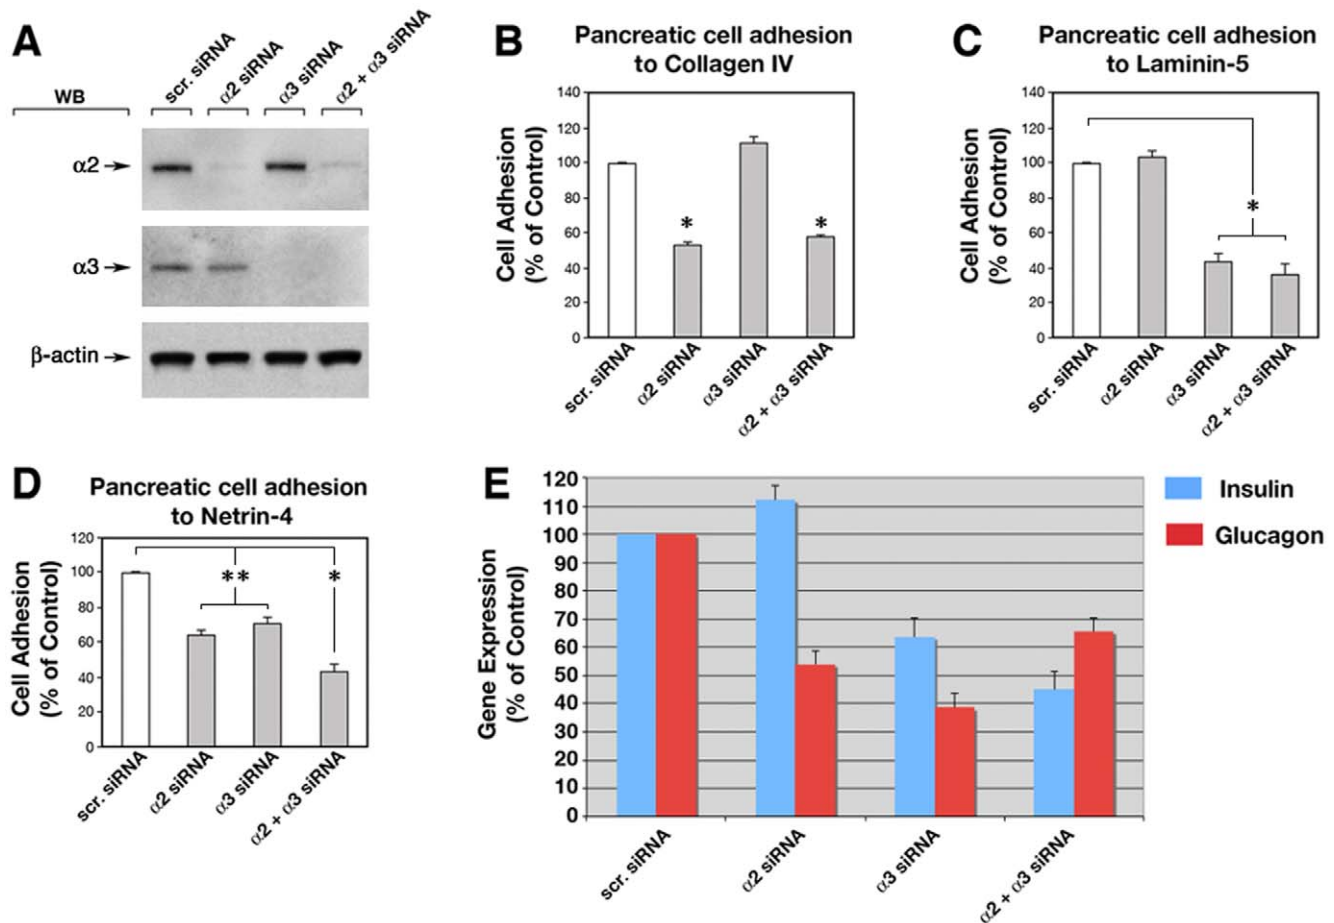 A
WB
scr. siRNA
α2 siRNA
α3 siRNA
α2 + α3 siRNA
α2
α3
β-actin
B
Pancreatic cell adhesion
to Collagen IV
Cell Adhesion
(% of Control)
140
120
100
80
60
40
20
0
*
*
scr. siRNA
α2 siRNA
α3 siRNA
α2 + α3 siRNA
C
Pancreatic cell adhesion
to Laminin-5
Cell Adhesion
(% of Control)
140
120
100
80
60
40
20
0
*
scr. siRNA
α2 siRNA
α3 siRNA
α2 + α3 siRNA
D
Pancreatic cell adhesion
to Netrin-4
Cell Adhesion
(% of Control)
120
100
80
60
40
20
0
**
*
scr. siRNA
α2 siRNA
α3 siRNA
α2 + α3 siRNA
E
Gene Expression
(% of Control)
120
110
100
90
80
70
60
50
40
30
20
10
0
scr. siRNA
α2 siRNA
α3 siRNA
α2 + α3 siRNA
Insulin
Glucagon